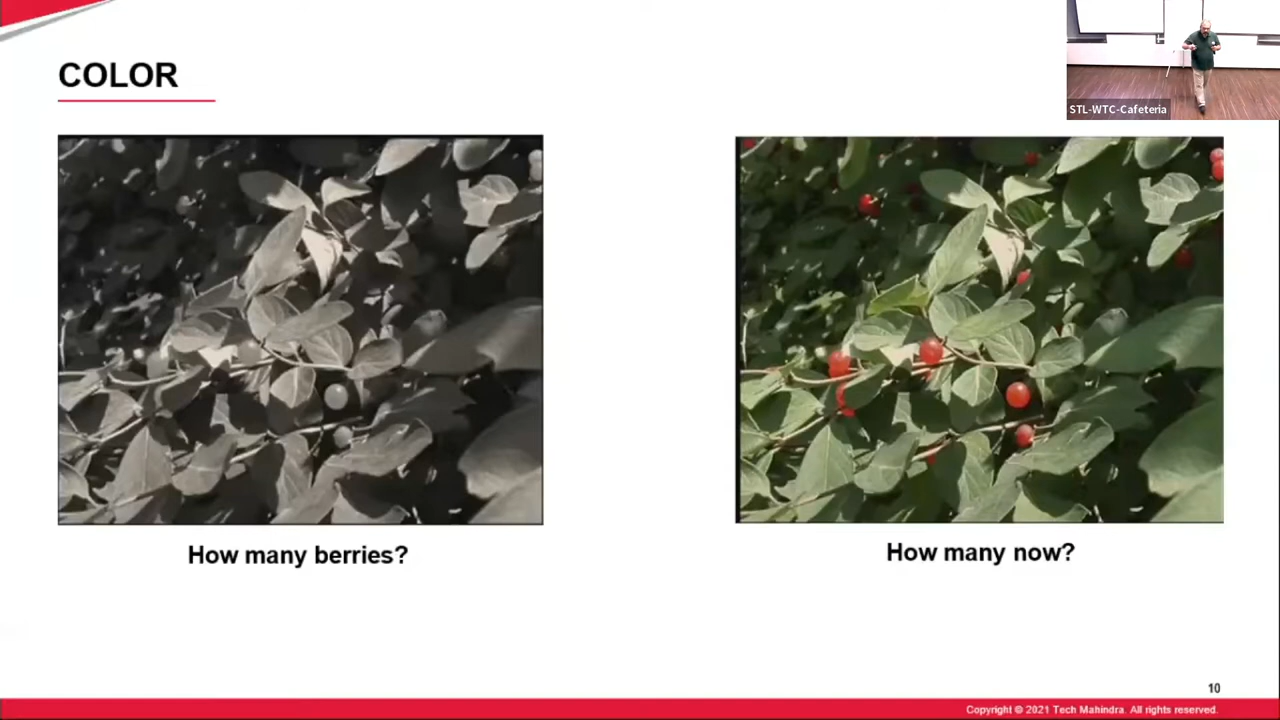 COLOR
STL-WTC-Cafeteria
How many berries?
How many now?
10
Copyright © 2021 Tech Mahindra. All rights reserved.